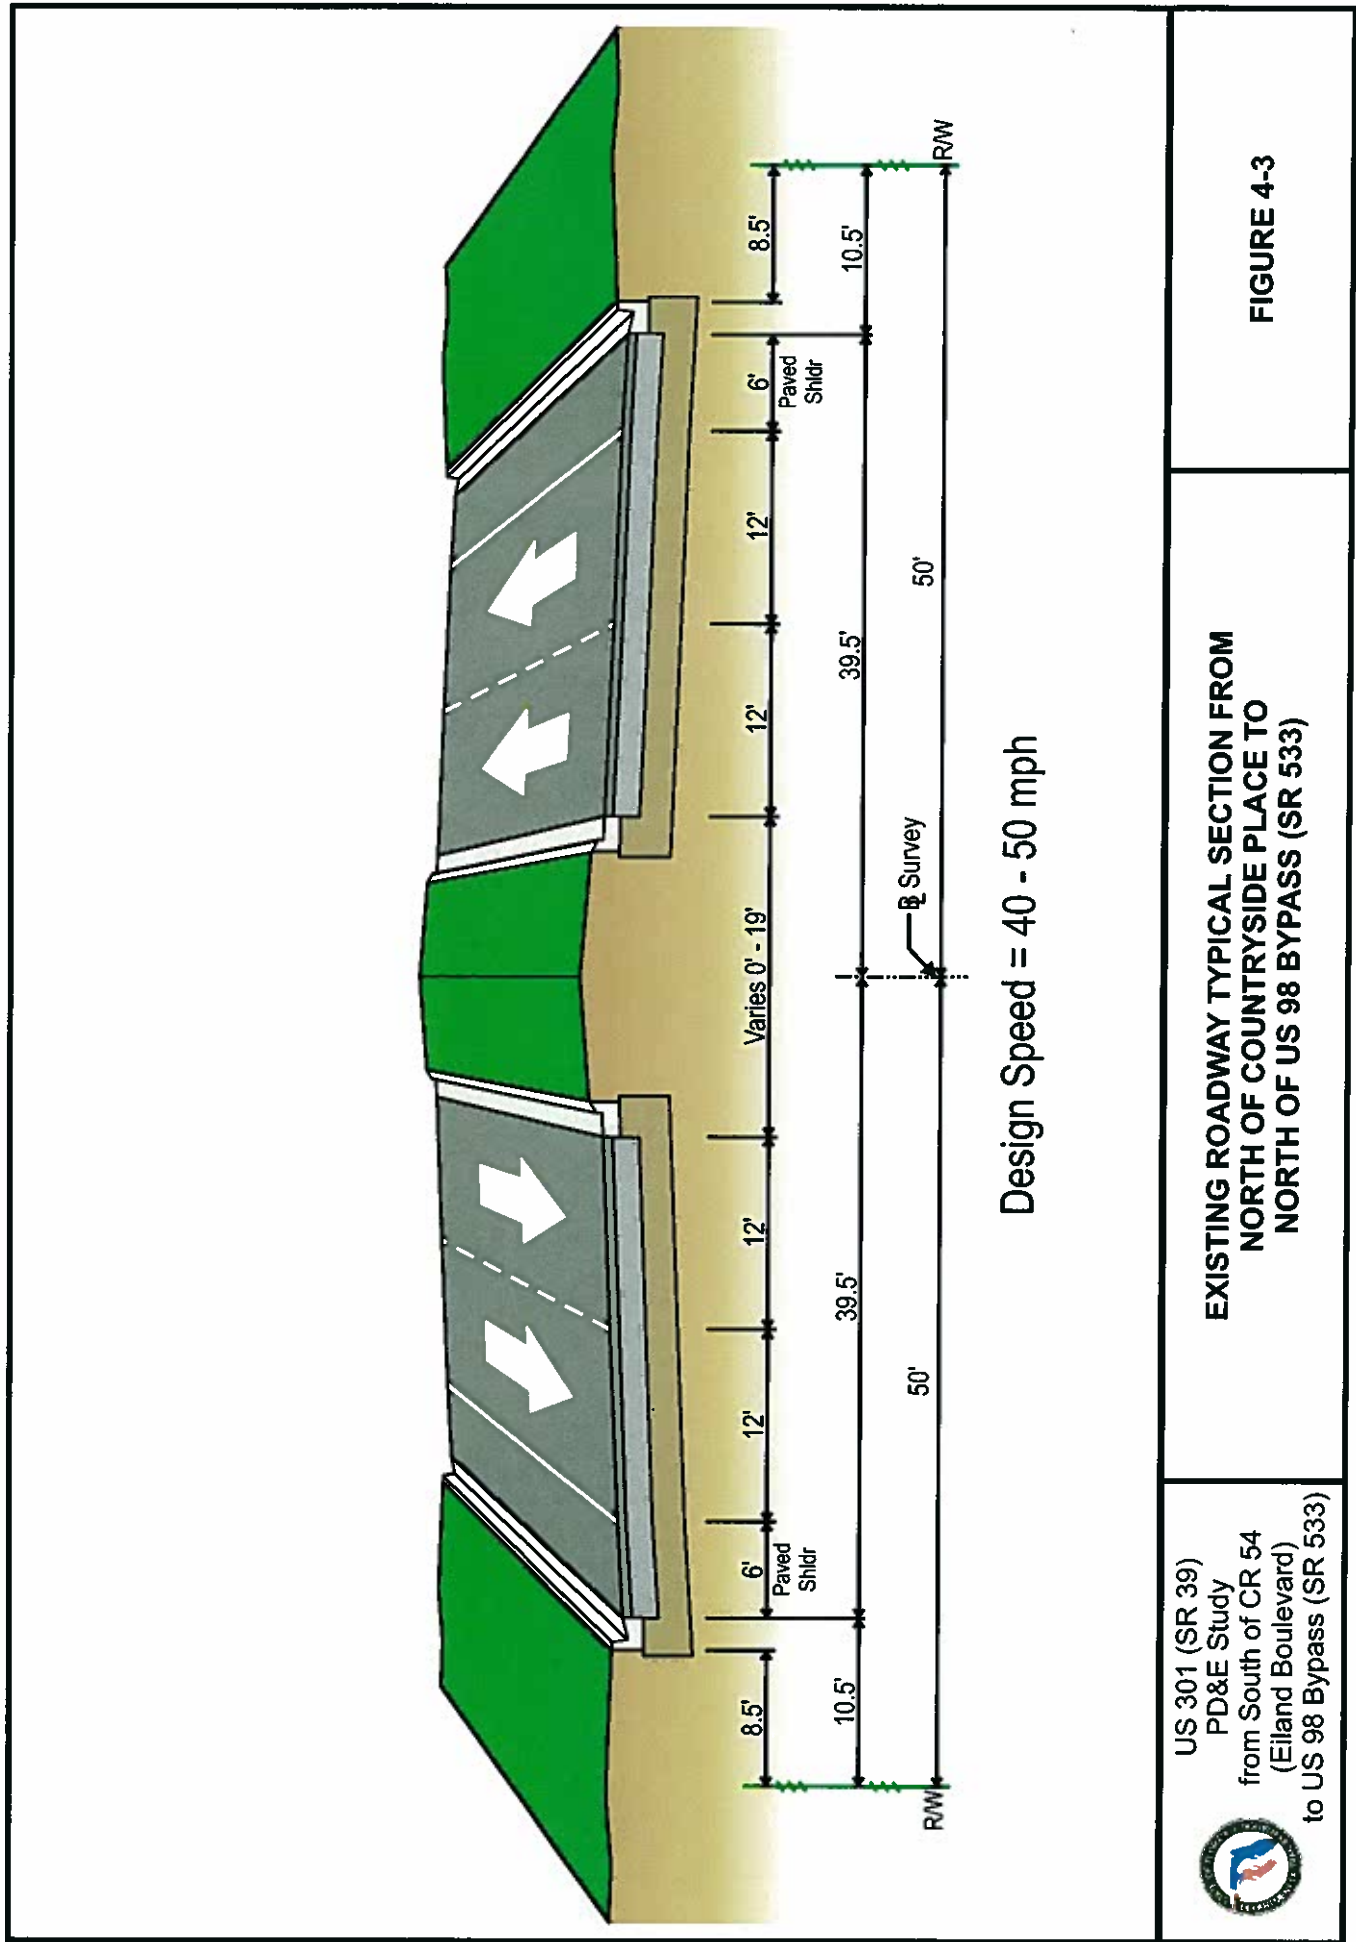 8.5'
6'
Paved
Shldr
12'
12'
Varies 0' - 19'
12'
12'
6'
Paved
Shldr
8.5'
10.5'
39.5'
39.5'
10.5'
R/W
50'
B Survey
50'
R/W
Design Speed = 40 - 50 mph
US 301 (SR 39)
PD&E Study
from South of CR 54
(Eiland Boulevard)
to US 98 Bypass (SR 533)
EXISTING ROADWAY TYPICAL SECTION FROM
NORTH OF COUNTRYSIDE PLACE TO
NORTH OF US 98 BYPASS (SR 533)
FIGURE 4-3